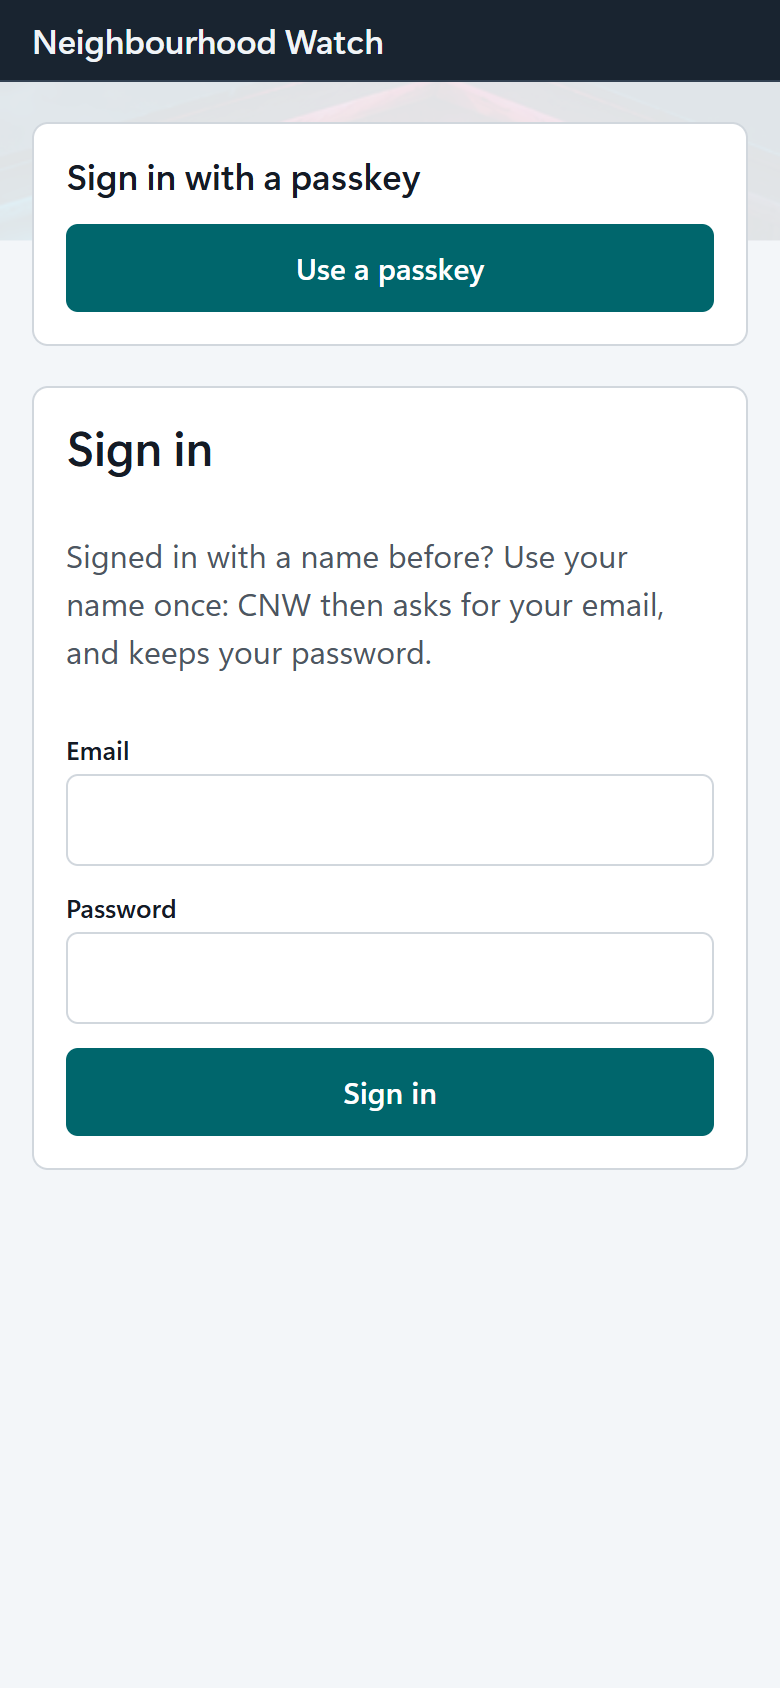 Neighbourhood Watch
Sign in with a passkey
Use a passkey
Sign in
Signed in with a name before? Use your
name once: CNW then asks for your email,
and keeps your password.
Email
Password
Sign in